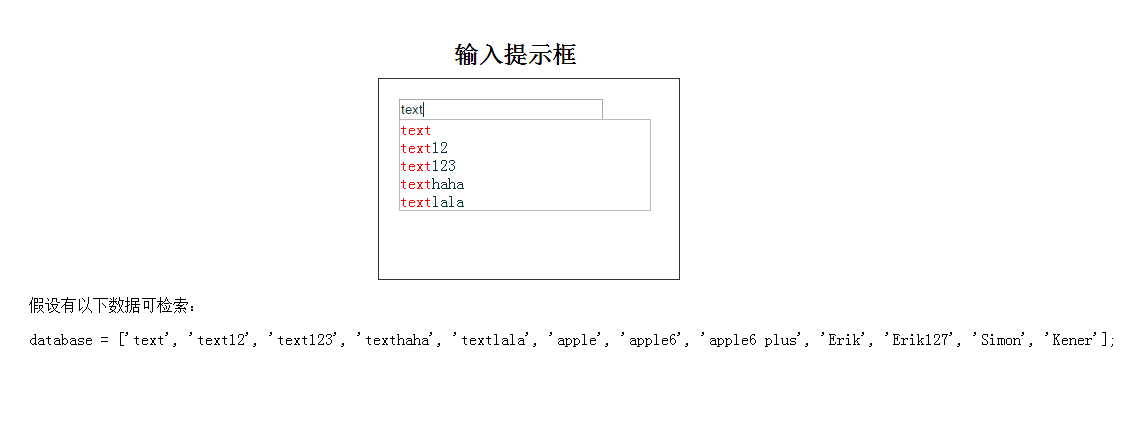 输入提示框
text
text
text12
text123
texthaha
textlala
假设有以下数据可检索：
database = ['text', 'text12', 'text123', 'texthaha', 'textlala', 'apple', 'apple6', 'apple6 plus', 'Erik', 'Erik127', 'Simon', 'Kener'];